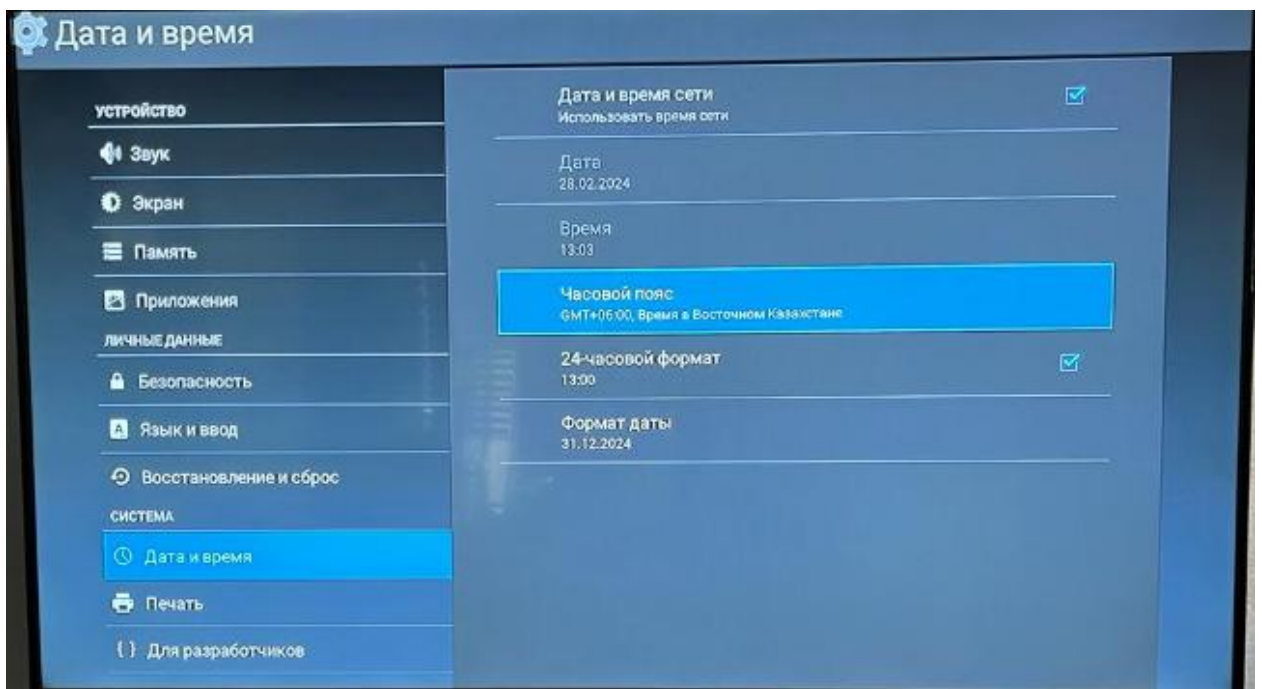 Дата и время
УСТРОЙСТВО
Звук
Экран
Память
Приложения
ЛИЧНЫЕ ДАННЫЕ
Безопасность
Язык и ввод
Восстановление и сброс
СИСТЕМА
Дата и время
Печать
{ } Для разработчиков
Дата и время сети
Использовать время сети
Дата
28.02.2024
Время
13:03
Часовой пояс
GMT+06:00, Время в Восточном Казахстане
24-часовой формат
13:00
Формат даты
31.12.2024